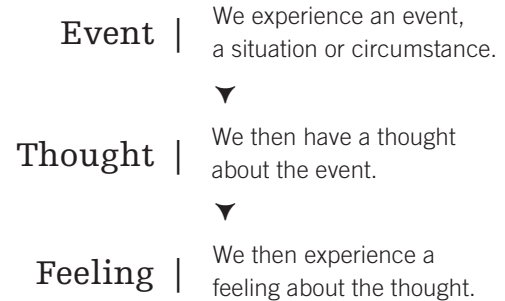 Event | We experience an event,
a situation or circumstance.
Thought | We then have a thought
about the event.
Feeling | We then experience a
feeling about the thought.